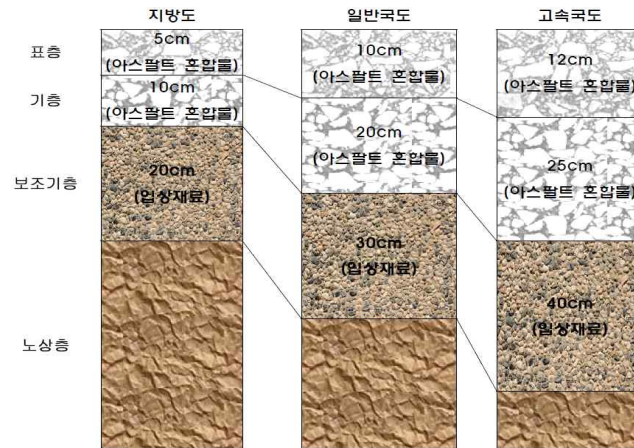 지방도 일반국도 고속국도
표층
5cm
(아스팔트 혼합물)
10cm
(아스팔트 혼합물)
12cm
(아스팔트 혼합물)
기층
10cm
(아스팔트 혼합물)
20cm
(아스팔트 혼합물)
25cm
(아스팔트 혼합물)
보조기층
20cm
(입상재료)
30cm
(입상재료)
40cm
(입상재료)
노상층